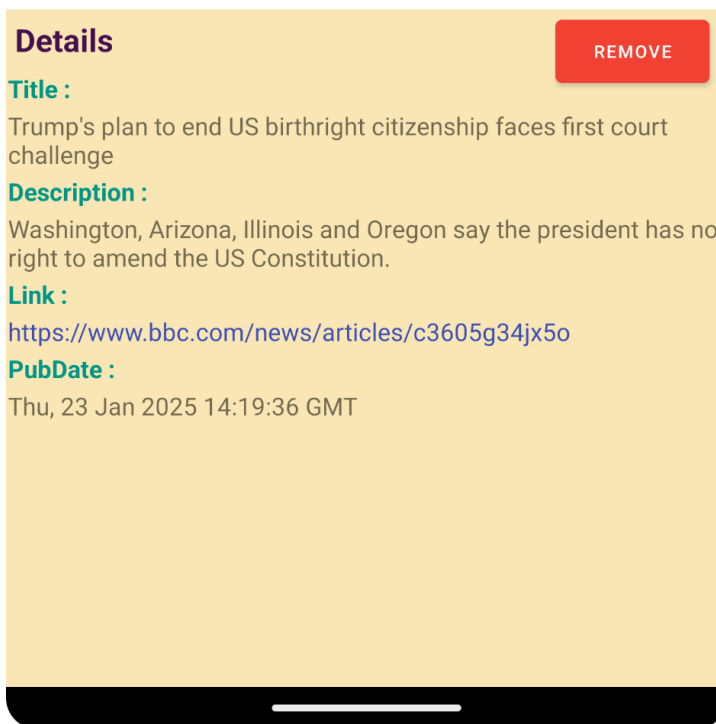 Details
REMOVE
Title :
Trump's plan to end US birthright citizenship faces first court
challenge
Description :
Washington, Arizona, Illinois and Oregon say the president has no
right to amend the US Constitution.
Link :
https://www.bbc.com/news/articles/c3605g34jx5o
PubDate :
Thu, 23 Jan 2025 14:19:36 GMT